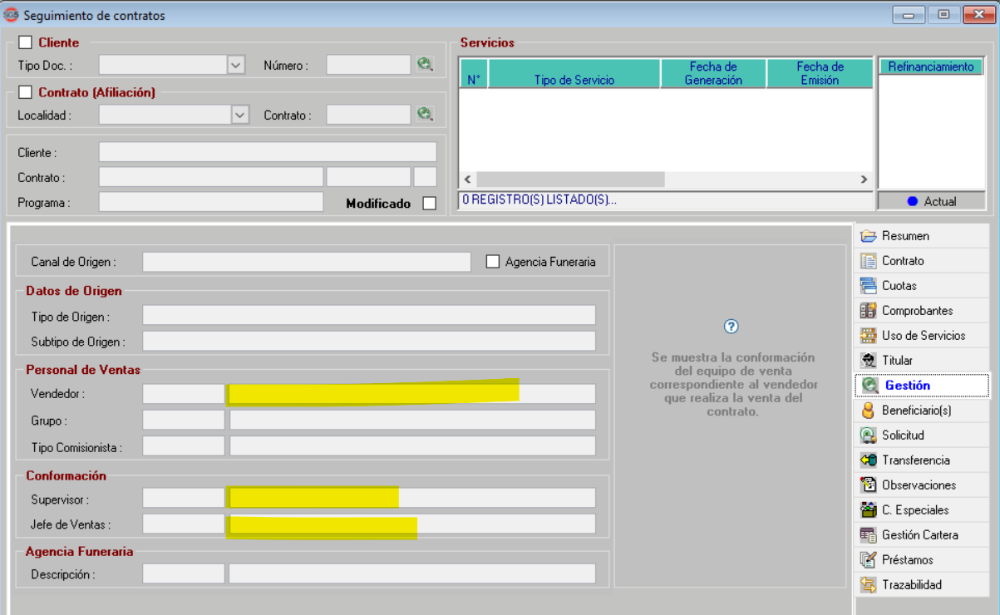 SG5 Seguimiento de contratos
Cliente
Tipo Doc. :
Número :
Contrato (Afiliación)
Localidad :
Contrato :
Cliente :
Contrato :
Programa :
Modificado
Servicios
N° Tipo de Servicio Fecha de Generación Fecha de Emisión
Refinanciamiento
0 REGISTRO(S) LISTADO(S)...
Actual
Canal de Origen :
Agencia Funeraria
Datos de Origen
Tipo de Origen :
Subtipo de Origen :
Personal de Ventas
Vendedor :
Grupo :
Tipo Comisionista :
Conformación
Supervisor :
Jefe de Ventas :
Agencia Funeraria
Descripción :
?
Se muestra la conformación
del equipo de venta
correspondiente al vendedor
que realiza la venta del
contrato.
Resumen
Contrato
Cuotas
Comprobantes
Uso de Servicios
Titular
Gestión
Beneficiario(s)
Solicitud
Transferencia
Observaciones
C. Especiales
Gestión Cartera
Préstamos
Trazabilidad